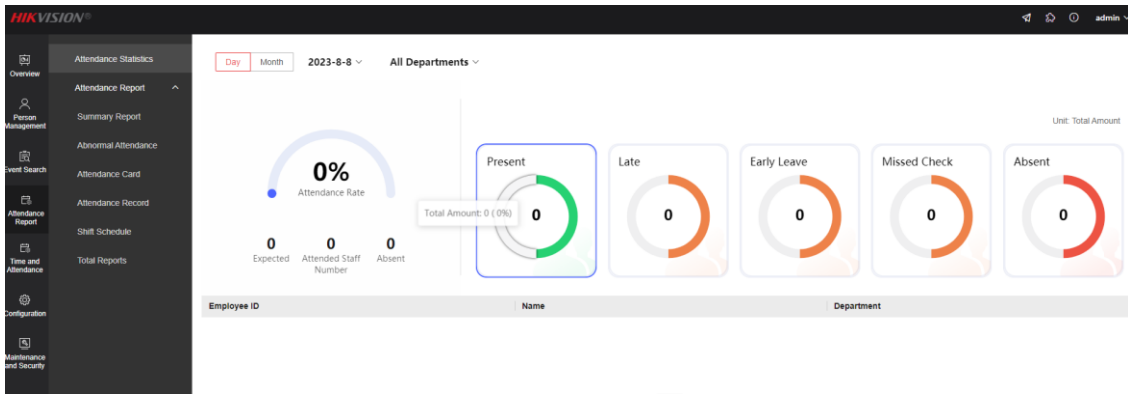 HIKVISION®
admin
Overview
Person
Management
Event Search
Attendance
Report
Time and
Attendance
Configuration
Maintenance
and Security
Attendance Statistics
Attendance Report
Summary Report
Abnormal Attendance
Attendance Card
Attendance Record
Shift Schedule
Total Reports
Day Month 2023-8-8 All Departments
0%
Attendance Rate
0 0 0
Expected Attended Staff Absent
Number
Unit: Total Amount
Present Late Early Leave Missed Check Absent
Total Amount: 0 ( 0%)
0 0 0 0 0
Employee ID Name Department